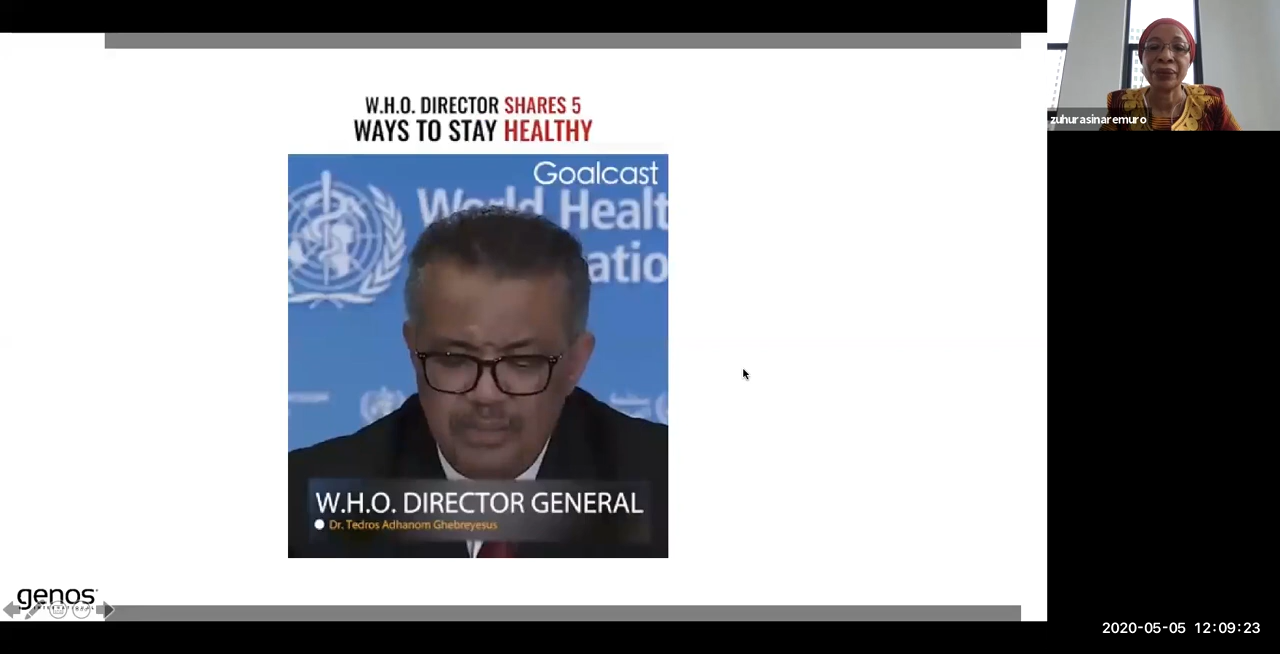 W.H.O. DIRECTOR SHARES 5
WAYS TO STAY HEALTHY
Goalcast
World Healt
atio
W.H.O. DIRECTOR GENERAL
Dr. Tedros Adhanom Ghebreyesus
genos
INTERNATIONAL
zuhurasinaremuro
2020-05-05 12:09:23